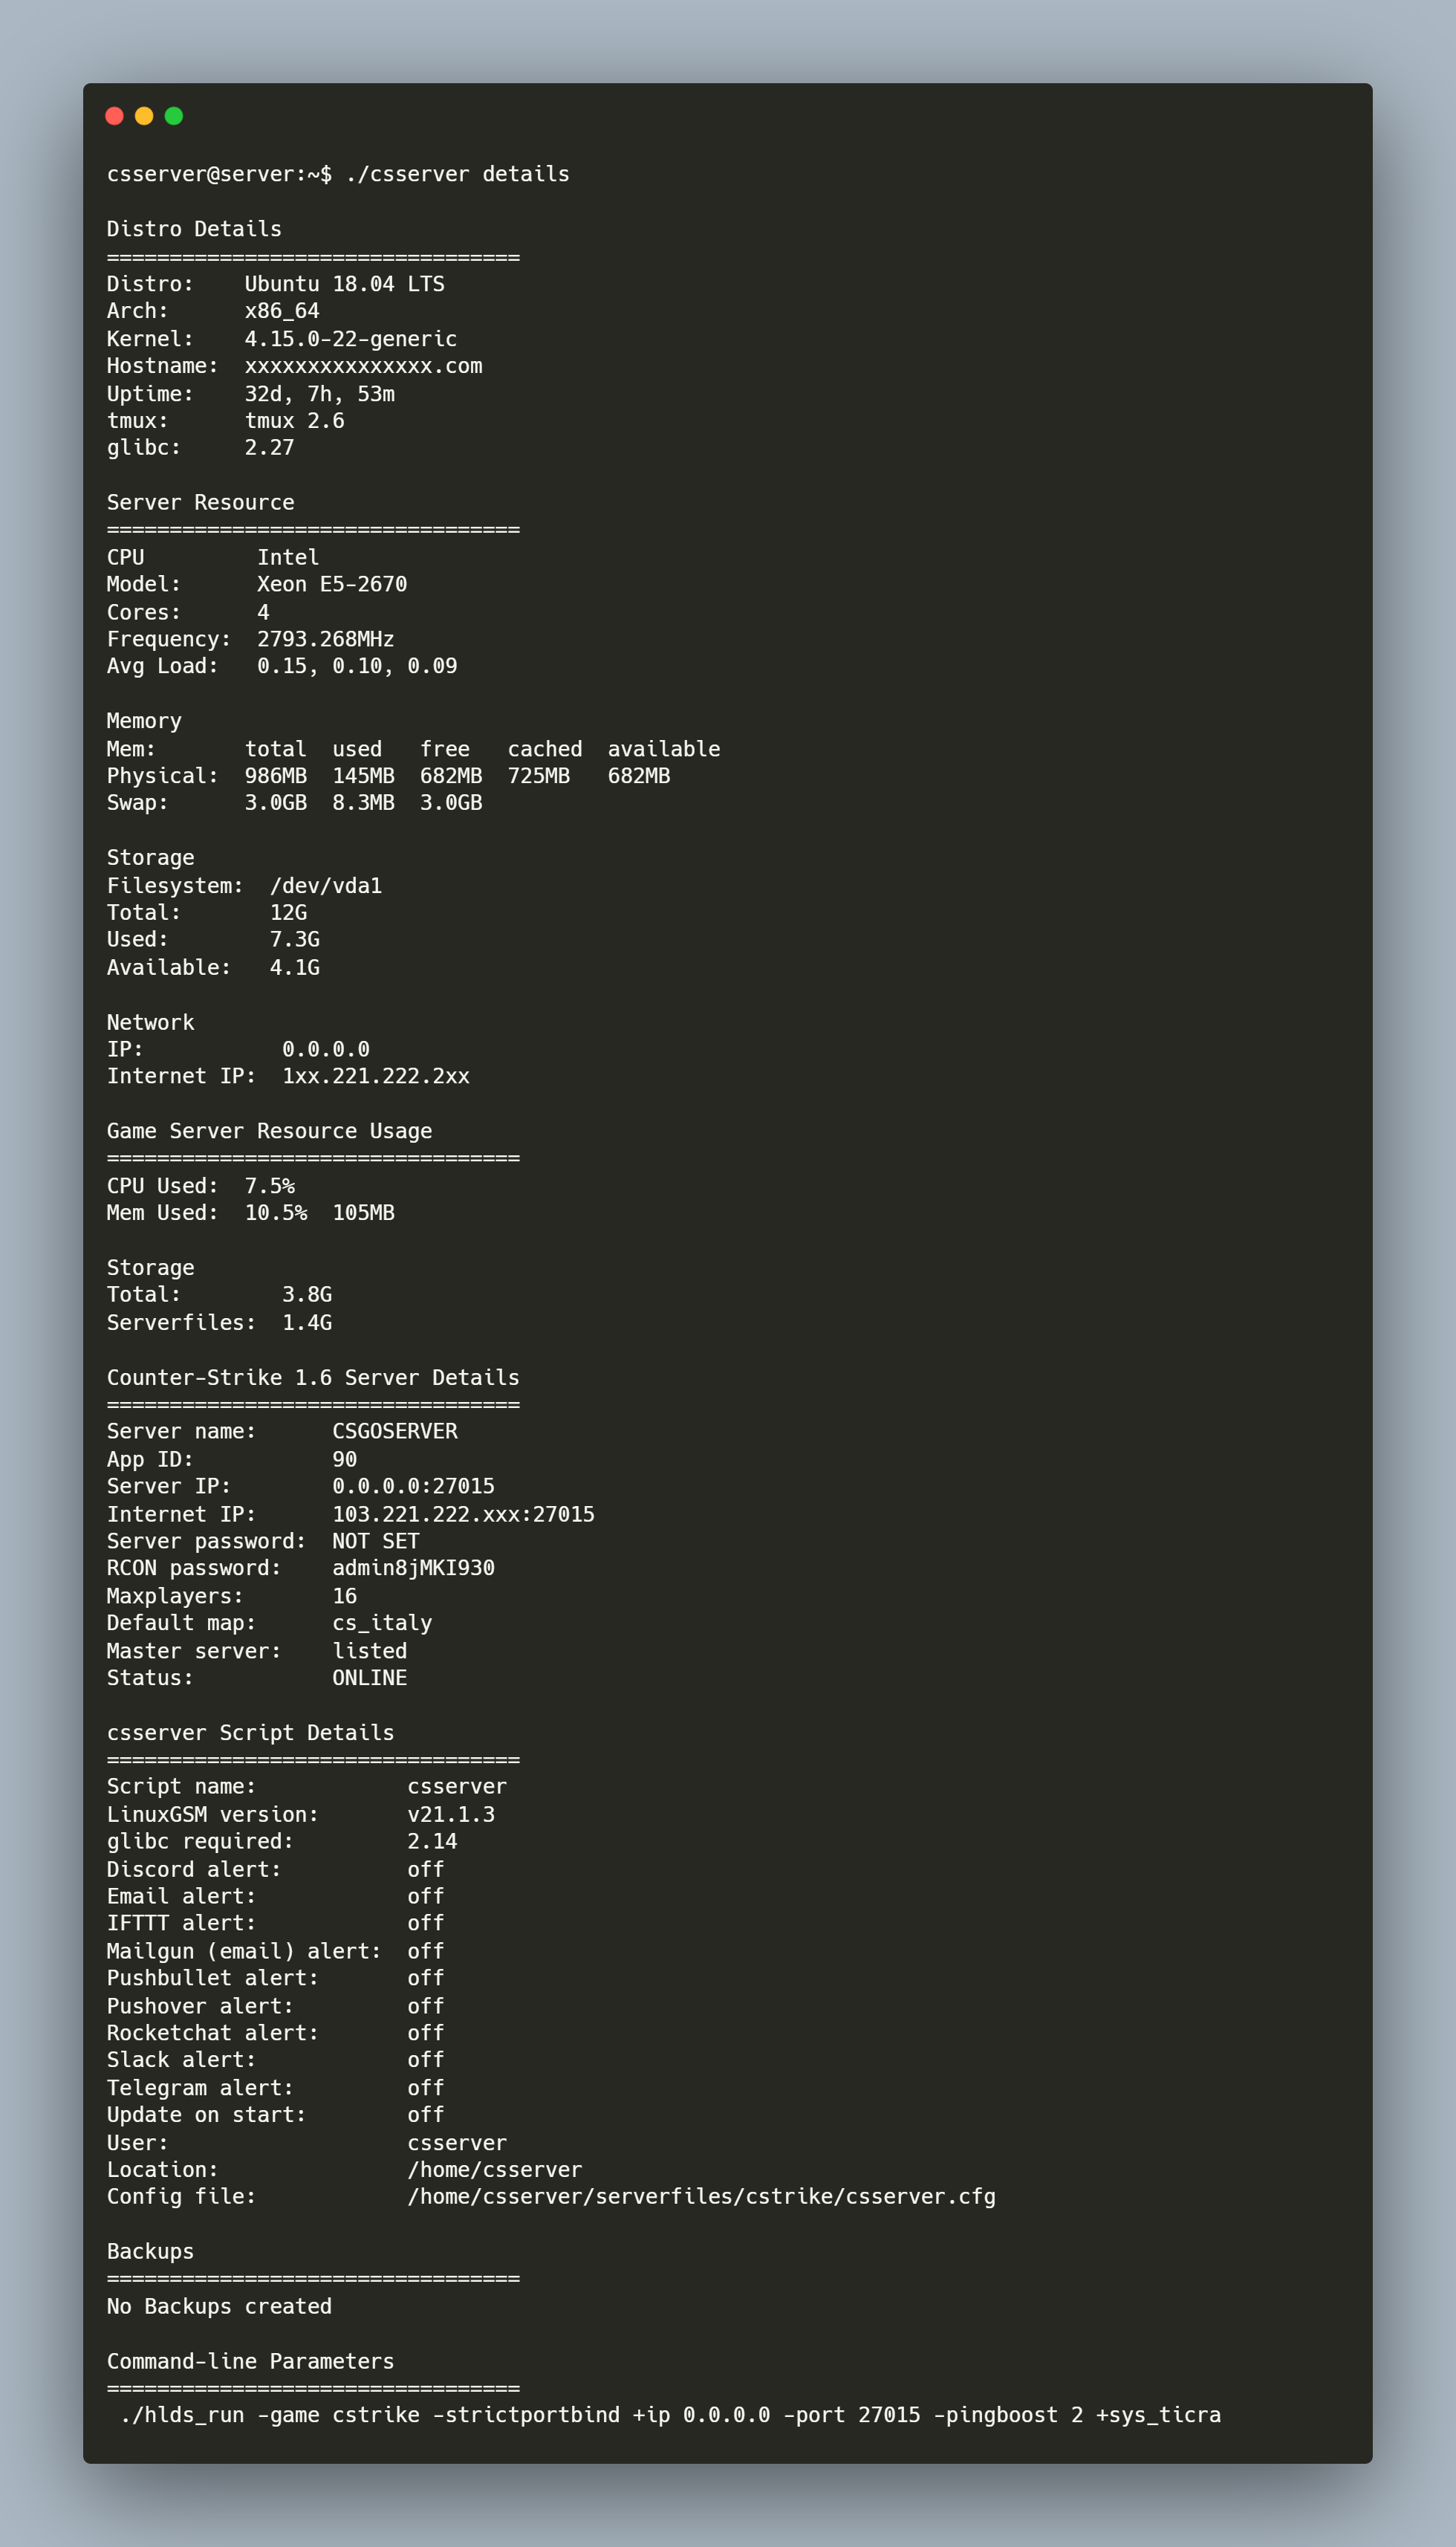 csserver@server:~$ ./csserver details
Distro Details
=================================
Distro:    Ubuntu 18.04 LTS
Arch:      x86_64
Kernel:    4.15.0-22-generic
Hostname:  xxxxxxxxxxxxxxx.com
Uptime:    32d, 7h, 53m
tmux:      tmux 2.6
glibc:     2.27
Server Resource
=================================
CPU         Intel
Model:      Xeon E5-2670
Cores:      4
Frequency:  2793.268MHz
Avg Load:   0.15, 0.10, 0.09
Memory
Mem:       total  used   free   cached  available
Physical:  986MB  145MB  682MB  725MB   682MB
Swap:      3.0GB  8.3MB  3.0GB
Storage
Filesystem:  /dev/vda1
Total:       12G
Used:        7.3G
Available:   4.1G
Network
IP:           0.0.0.0
Internet IP:  1xx.221.222.2xx
Game Server Resource Usage
=================================
CPU Used:  7.5%
Mem Used:  10.5%  105MB
Storage
Total:        3.8G
Serverfiles:  1.4G
Counter-Strike 1.6 Server Details
=================================
Server name:      CSGOSERVER
App ID:           90
Server IP:        0.0.0.0:27015
Internet IP:      103.221.222.xxx:27015
Server password:  NOT SET
RCON password:    admin8jMKI930
Maxplayers:       16
Default map:      cs_italy
Master server:    listed
Status:           ONLINE
csserver Script Details
=================================
Script name:            csserver
LinuxGSM version:       v21.1.3
glibc required:         2.14
Discord alert:          off
Email alert:            off
IFTTT alert:            off
Mailgun (email) alert:  off
Pushbullet alert:       off
Pushover alert:         off
Rocketchat alert:       off
Slack alert:            off
Telegram alert:         off
Update on start:        off
User:                   csserver
Location:               /home/csserver
Config file:            /home/csserver/serverfiles/cstrike/csserver.cfg
Backups
=================================
No Backups created
Command-line Parameters
=================================
 ./hlds_run -game cstrike -strictportbind +ip 0.0.0.0 -port 27015 -pingboost 2 +sys_ticra